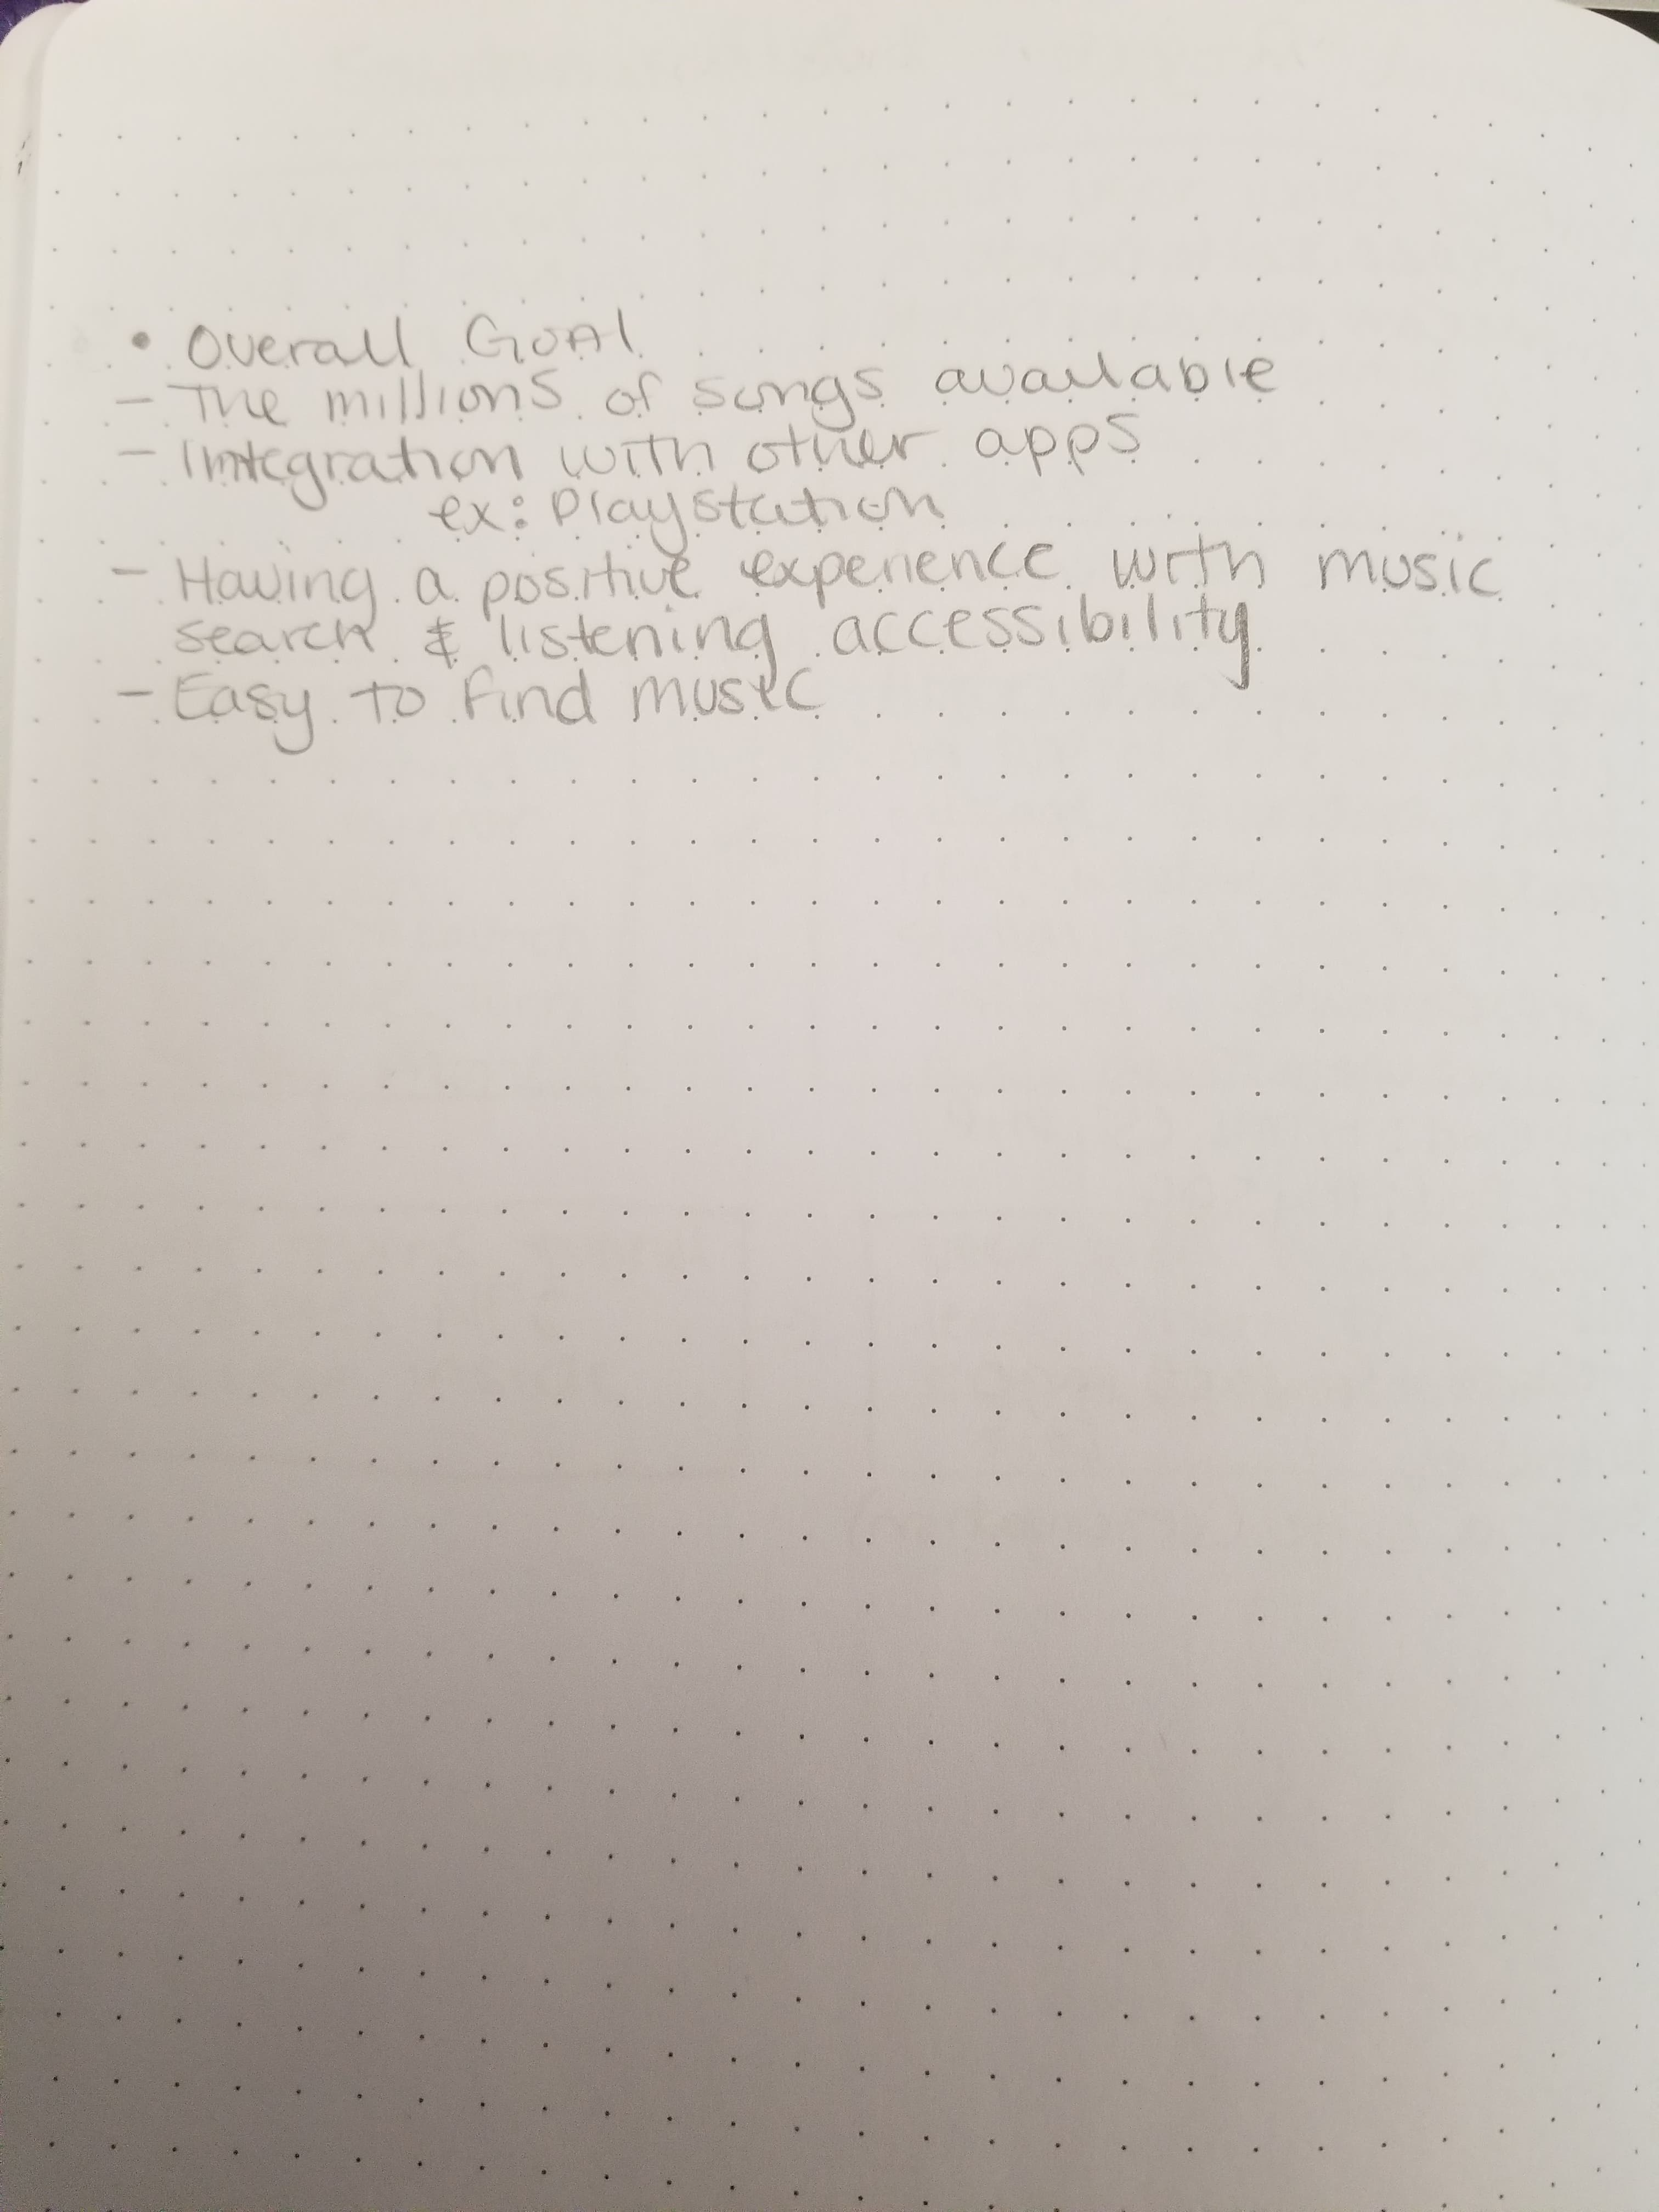 • Overall Goal
- The millions of songs available
- Integration with other apps
ex: Playstation
- Having a positive experience with music
search & listening accessibility
- Easy to find music